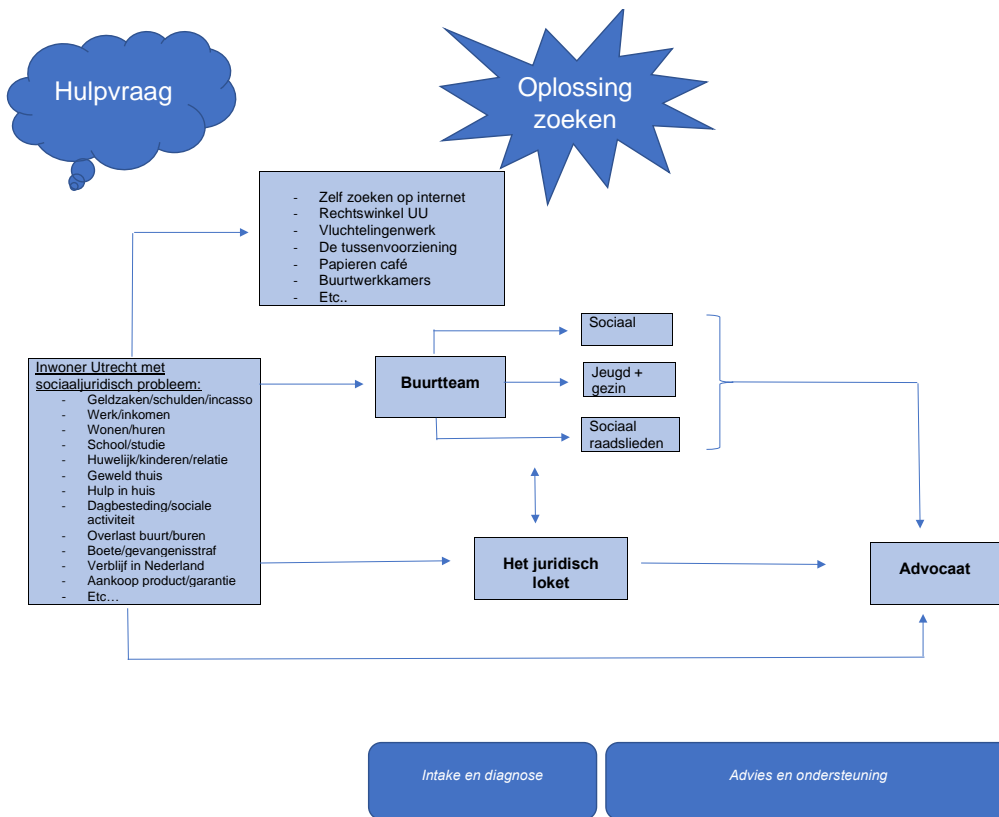 Hulpvraag
Oplossing
zoeken
- Zelf zoeken op internet
- Rechtswinkel UU
- Vluchtelingenwerk
- De tussenvoorziening
- Papieren café
- Buurtwerkkamers
- Etc..
Inwoner Utrecht met
sociaaljuridisch probleem:
- Geldzaken/schulden/incasso
- Werk/inkomen
- Wonen/huren
- School/studie
- Huwelijk/kinderen/relatie
- Geweld thuis
- Hulp in huis
- Dagbesteding/sociale
activiteit
- Overlast buurt/buren
- Boete/gevangenisstraf
- Verblijf in Nederland
- Aankoop product/garantie
- Etc…
Buurtteam
Sociaal
Jeugd +
gezin
Sociaal
raadslieden
Het juridisch
loket
Advocaat
Intake en diagnose
Advies en ondersteuning